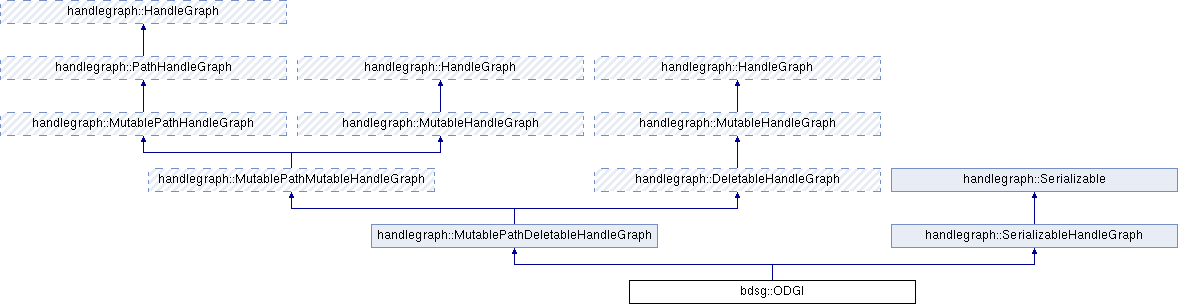 handlegraph::HandleGraph
handlegraph::PathHandleGraph
handlegraph::HandleGraph
handlegraph::HandleGraph
handlegraph::MutablePathHandleGraph
handlegraph::MutableHandleGraph
handlegraph::MutableHandleGraph
handlegraph::MutablePathMutableHandleGraph
handlegraph::DeletableHandleGraph
handlegraph::Serializable
handlegraph::MutablePathDeletableHandleGraph
handlegraph::SerializableHandleGraph
bdsg::ODGI